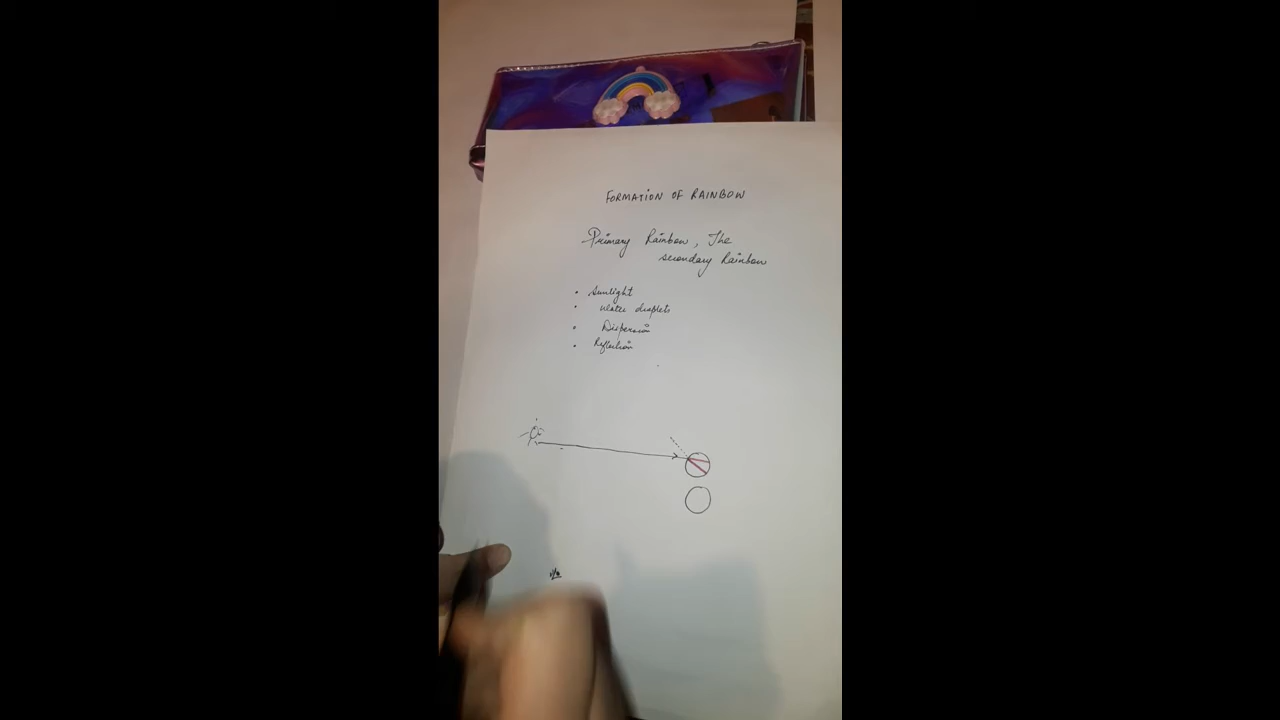 FORMATION OF RAINBOW
Primary Rainbow, The
secondary Rainbow
• Sunlight
• Water droplets
• Dispersion
• Reflection